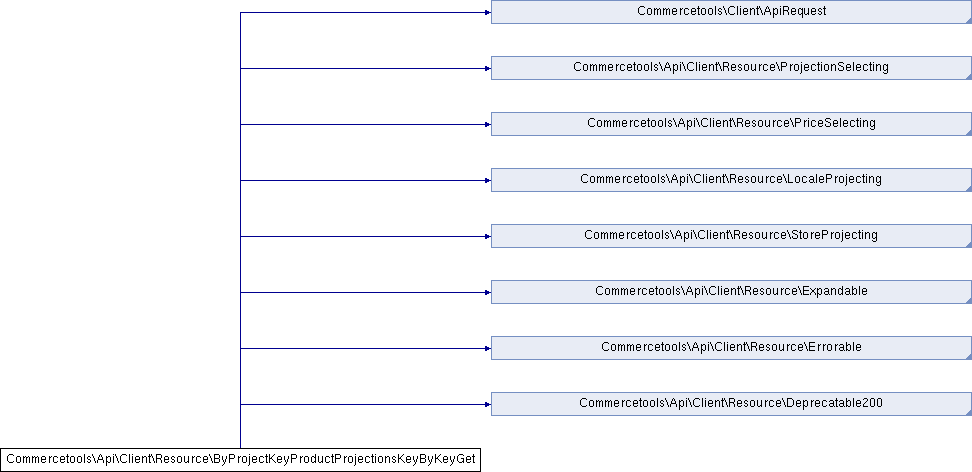 Commercetools\Client\ApiRequest
Commercetools\Api\Client\Resource\ProjectionSelecting
Commercetools\Api\Client\Resource\PriceSelecting
Commercetools\Api\Client\Resource\LocaleProjecting
Commercetools\Api\Client\Resource\StoreProjecting
Commercetools\Api\Client\Resource\Expandable
Commercetools\Api\Client\Resource\Errorable
Commercetools\Api\Client\Resource\Deprecatable200
Commercetools\Api\Client\Resource\ByProjectKeyProductProjectionsKeyByKeyGet